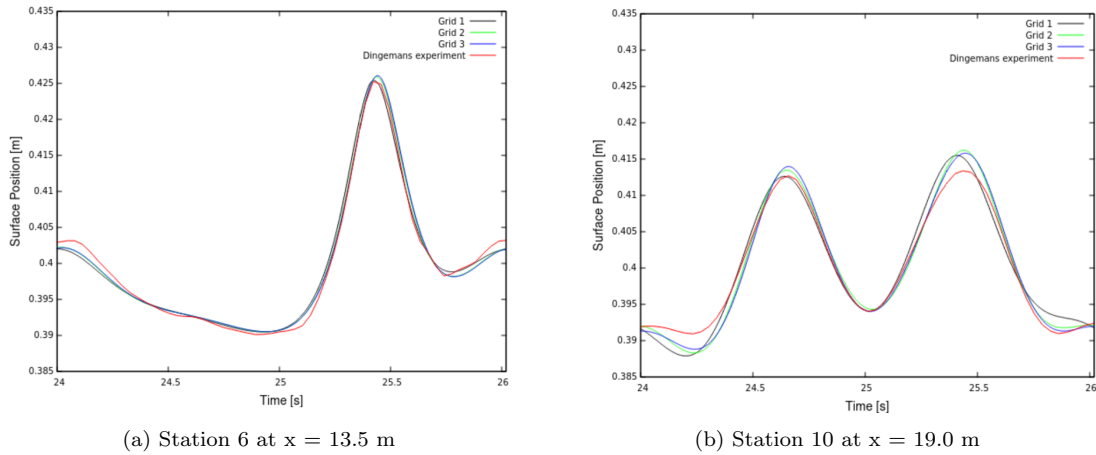 0.435
0.43
0.425
0.42
0.415
0.41
0.405
0.4
0.395
0.39
0.385
Surface Position [m]
Grid 1
Grid 2
Grid 3
Dingemans experiment
24
24.5
25
25.5
26
Time [s]
(a) Station 6 at x = 13.5 m
0.435
0.43
0.425
0.42
0.415
0.41
0.405
0.4
0.395
0.39
0.385
Surface Position [m]
Grid 1
Grid 2
Grid 3
Dingemans experiment
24
24.5
25
25.5
26
Time [s]
(b) Station 10 at x = 19.0 m